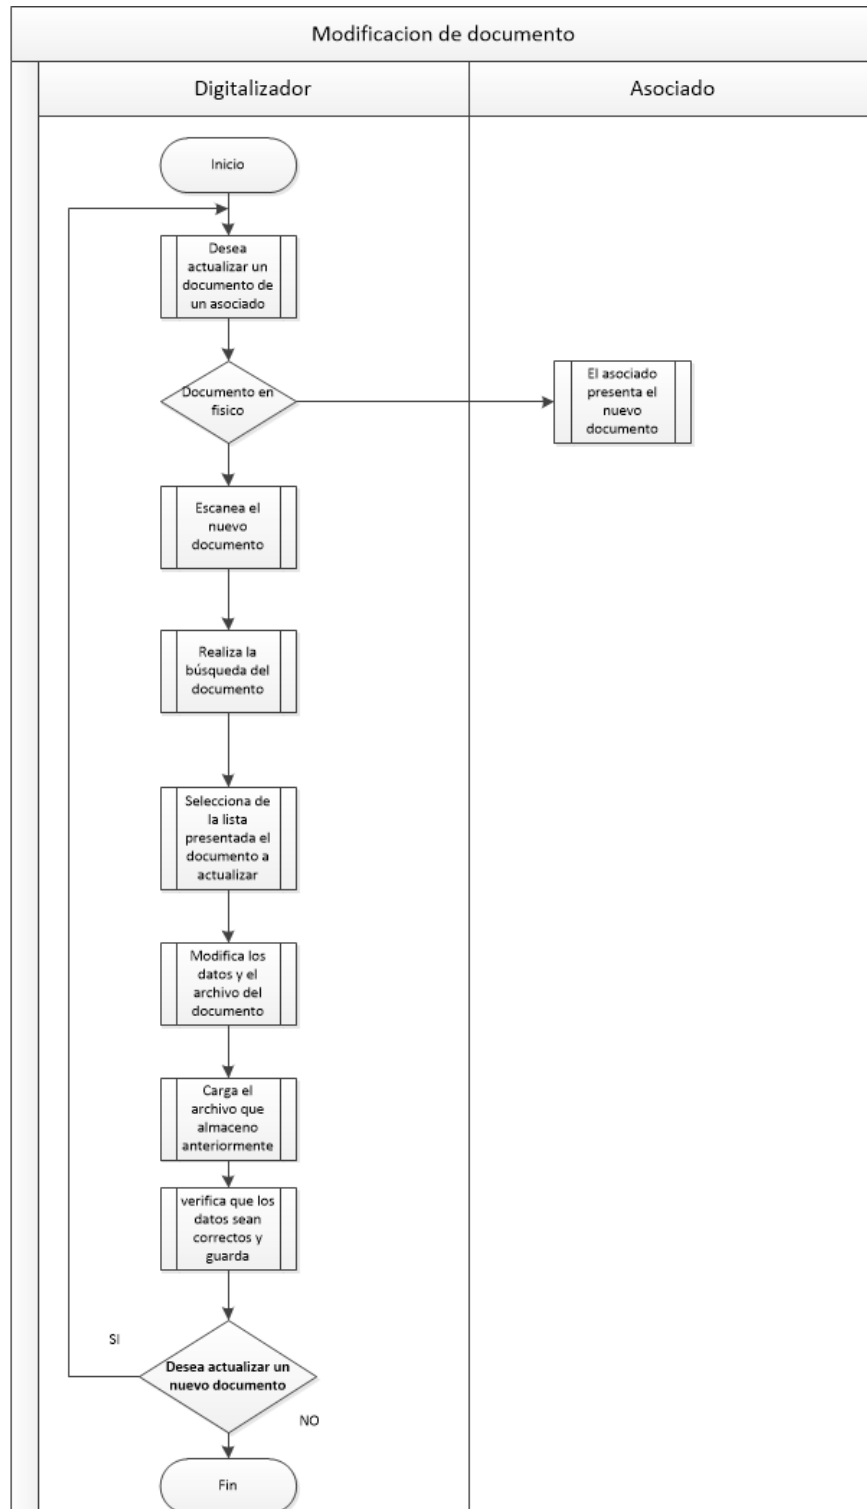 Modificacion de documento
Digitalizador
Asociado
Inicio
Desea
actualizar un
documento de
un asociado
Documento en
fisico
El asociado
presenta el
nuevo
documento
Escanea el
nuevo
documento
Realiza la
búsqueda del
documento
Selecciona de
la lista
presentada el
documento a
actualizar
Modifica los
datos y el
archivo del
documento
Carga el
archivo que
almaceno
anteriormente
verifica que los
datos sean
correctos y
guarda
SI
Desea actualizar un
nuevo documento
NO
Fin